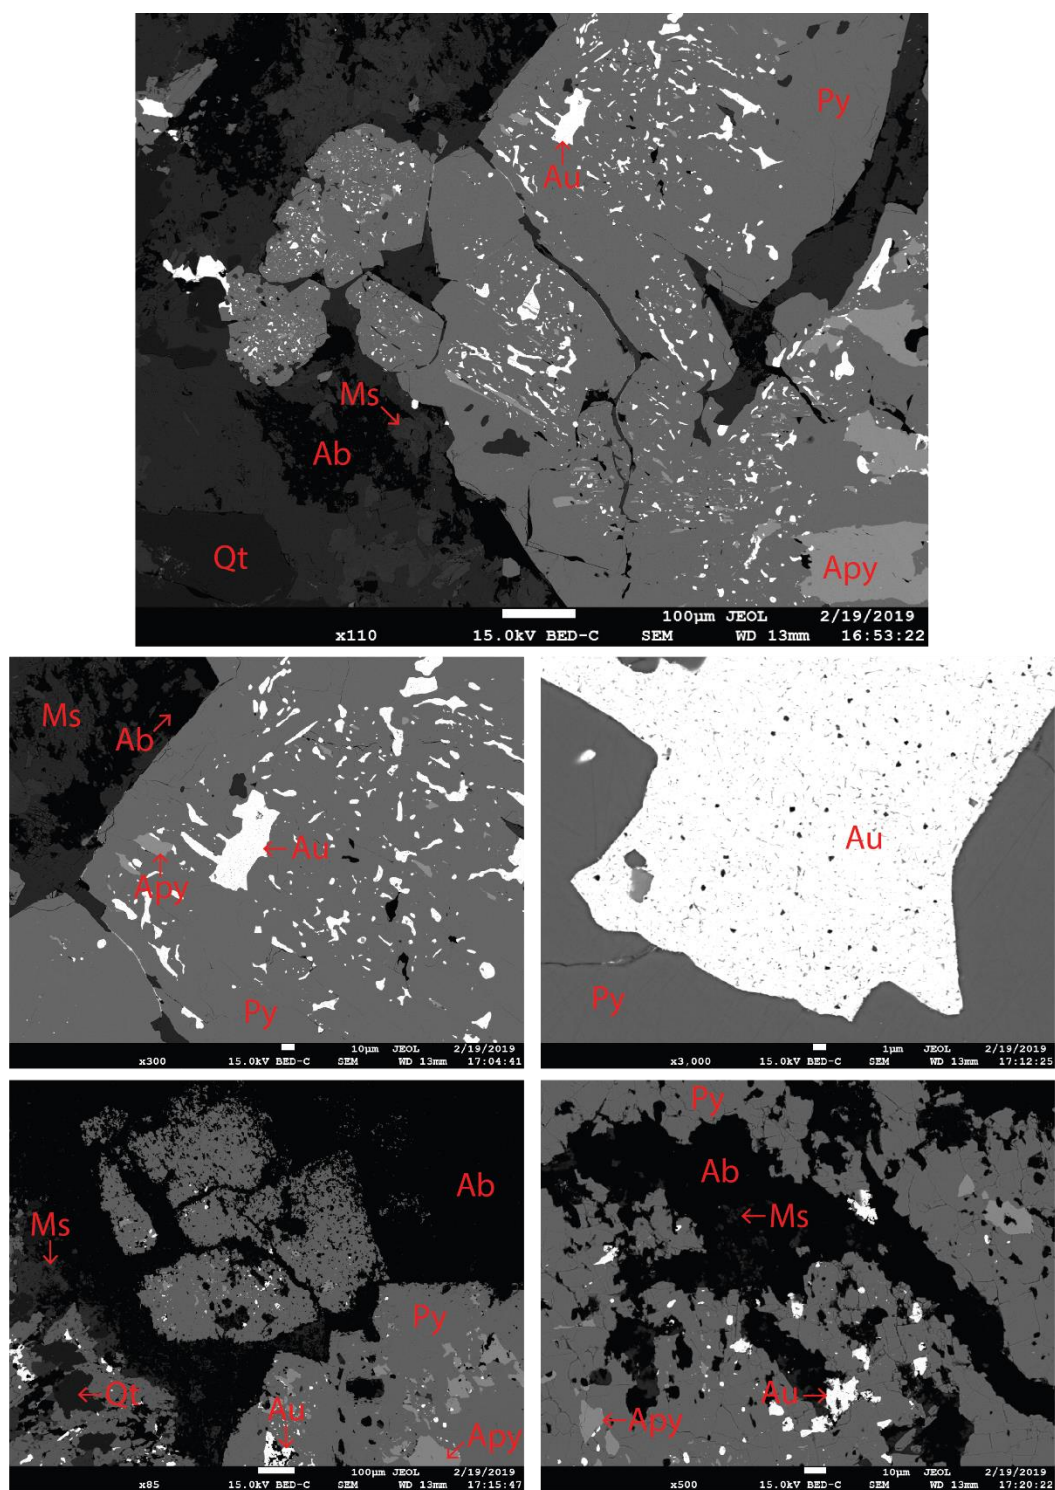 Py
Au
Ms
Ab
Qt
Apy
100µm JEOL 2/19/2019
x110 15.0kV BED-C SEM WD 13mm 16:53:22
Ms
Ab
Au
Apy
Py
10µm JEOL 2/19/2019
x300 15.0kV BED-C SEM WD 13mm 17:04:41
Au
Py
1µm JEOL 2/19/2019
x3,000 15.0kV BED-C SEM WD 13mm 17:12:25
Ab
Ms
Py
Qt
Au
Apy
100µm JEOL 2/19/2019
x85 15.0kV BED-C SEM WD 13mm 17:15:47
Py
Ab
Ms
Au
Apy
10µm JEOL 2/19/2019
x500 15.0kV BED-C SEM WD 13mm 17:20:22